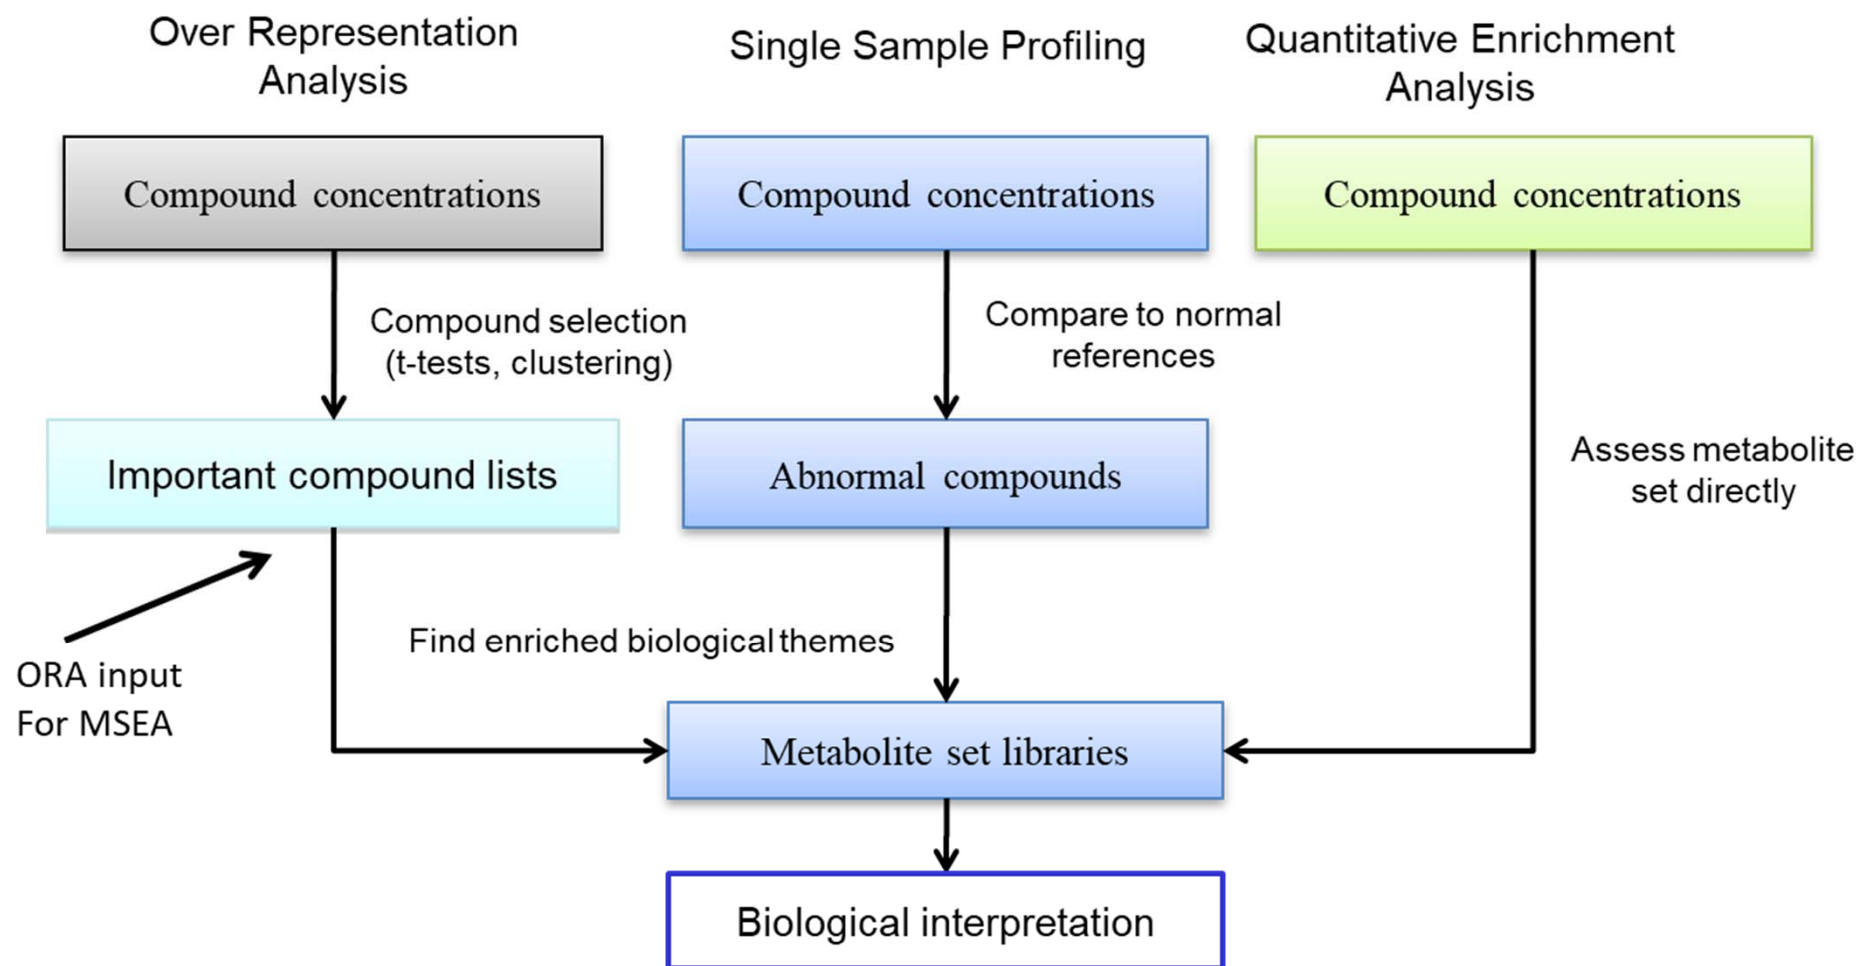 Over Representation
Analysis
Single Sample Profiling
Quantitative Enrichment
Analysis
Compound concentrations
Compound concentrations
Compound concentrations
Compound selection
(t-tests, clustering)
Compare to normal
references
Important compound lists
Abnormal compounds
Assess metabolite
set directly
ORA input
For MSEA
Find enriched biological themes
Metabolite set libraries
Biological interpretation